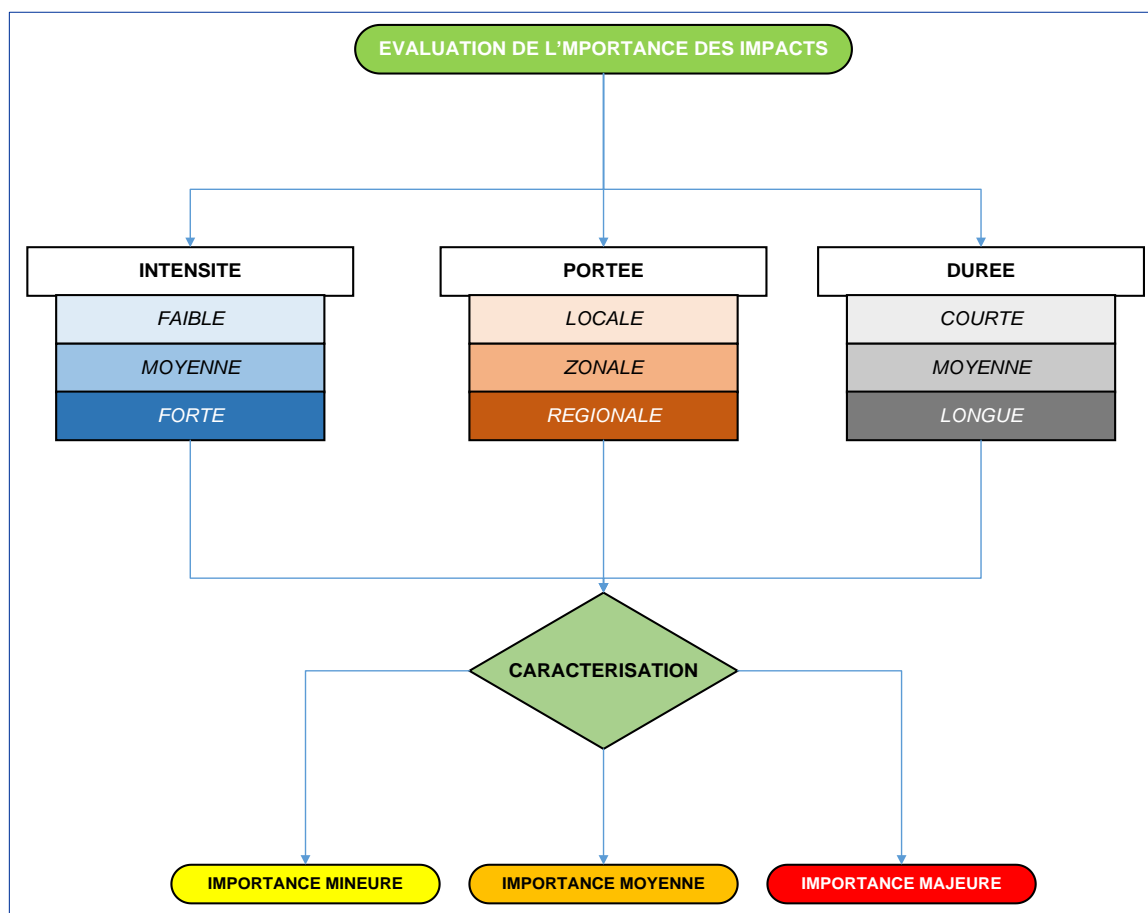 EVALUATION DE L’MPORTANCE DES IMPACTS
INTENSITE
FAIBLE
MOYENNE
FORTE
PORTEE
LOCALE
ZONALE
REGIONALE
DUREE
COURTE
MOYENNE
LONGUE
CARACTERISATION
IMPORTANCE MINEURE
IMPORTANCE MOYENNE
IMPORTANCE MAJEURE